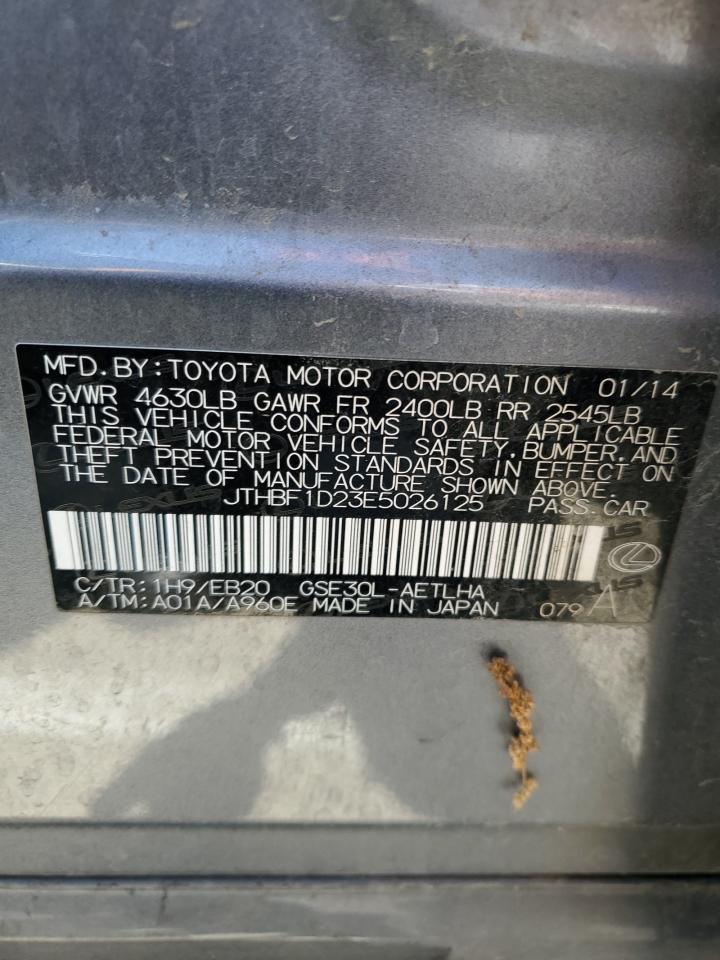 MFD.BY:TOYOTA MOTOR CORPORATION 01/14
GVWR 4630LB GAWR FR 2400LB RR 2545LB
THIS VEHICLE CONFORMS TO ALL APPLICABLE
FEDERAL MOTOR VEHICLE SAFETY,BUMPER,AND
THEFT PREVENTION STANDARDS IN EFFECT ON
THE DATE OF MANUFACTURE SHOWN ABOVE.
JTHBF1D23E5026125 PASS.CAR
C/TR:1H9/EB20 GSE30L-AETLHA
A/TM:A01A/A960E MADE IN JAPAN 079 A